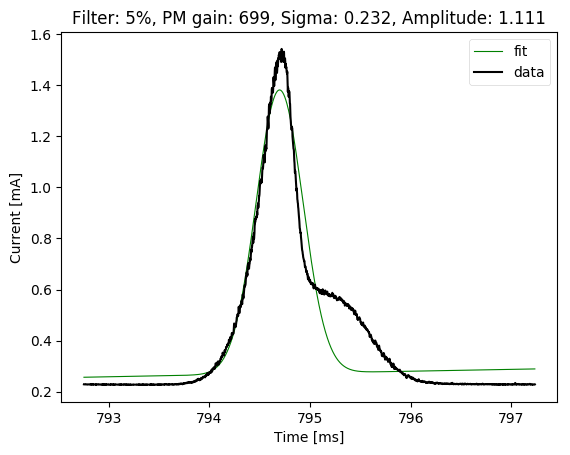 Filter: 5%, PM gain: 699, Sigma: 0.232, Amplitude: 1.111
fit
data
1.6
1.4
1.2
1.0
0.8
0.6
0.4
0.2
Current [mA]
793 794 795 796 797
Time [ms]